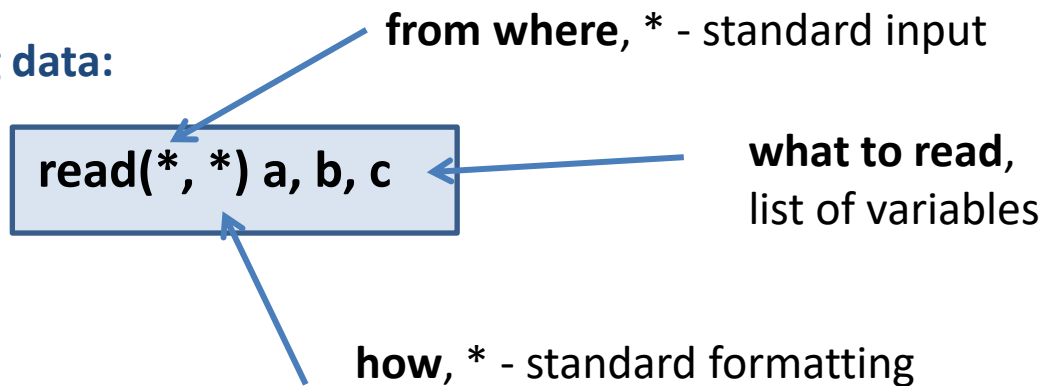 from where, * - standard input
data:
read(*, *) a, b, c
what to read,
list of variables
how, * - standard formatting